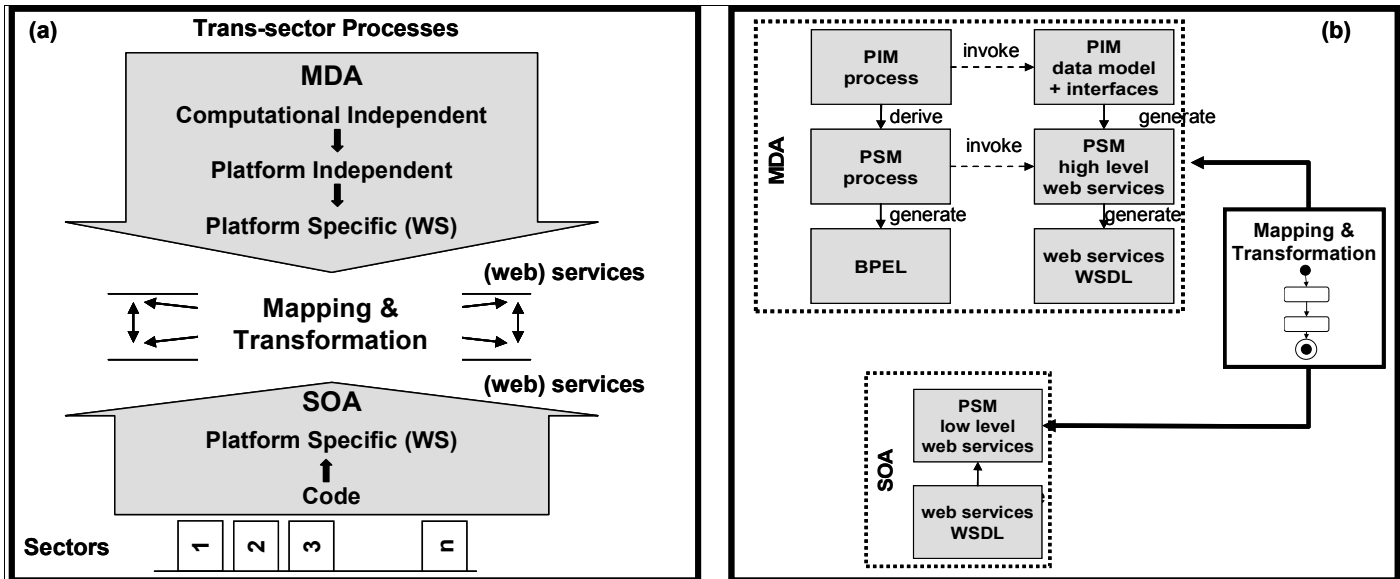 (a)
Trans-sector Processes
MDA
Computational Independent
Platform Independent
Platform Specific (WS)
(web) services
Mapping &
Transformation
(web) services
SOA
Platform Specific (WS)
Code
Sectors
1
2
3
n
(b)
MDA
PIM
process
invoke
PIM
data model
+ interfaces
derive
generate
PSM
process
invoke
PSM
high level
web services
generate
generate
BPEL
web services
WSDL
Mapping &
Transformation
SOA
PSM
low level
web services
web services
WSDL